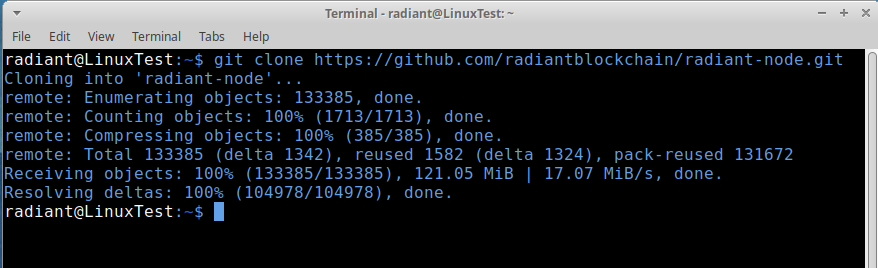 Terminal - radiant@LinuxTest: ~
File Edit View Terminal Tabs Help
radiant@LinuxTest:~$ git clone https://github.com/radiantblockchain/radiant-node.git
Cloning into 'radiant-node'...
remote: Enumerating objects: 133385, done.
remote: Counting objects: 100% (1713/1713), done.
remote: Compressing objects: 100% (385/385), done.
remote: Total 133385 (delta 1342), reused 1582 (delta 1324), pack-reused 131672
Receiving objects: 100% (133385/133385), 121.05 MiB | 17.07 MiB/s, done.
Resolving deltas: 100% (104978/104978), done.
radiant@LinuxTest:~$